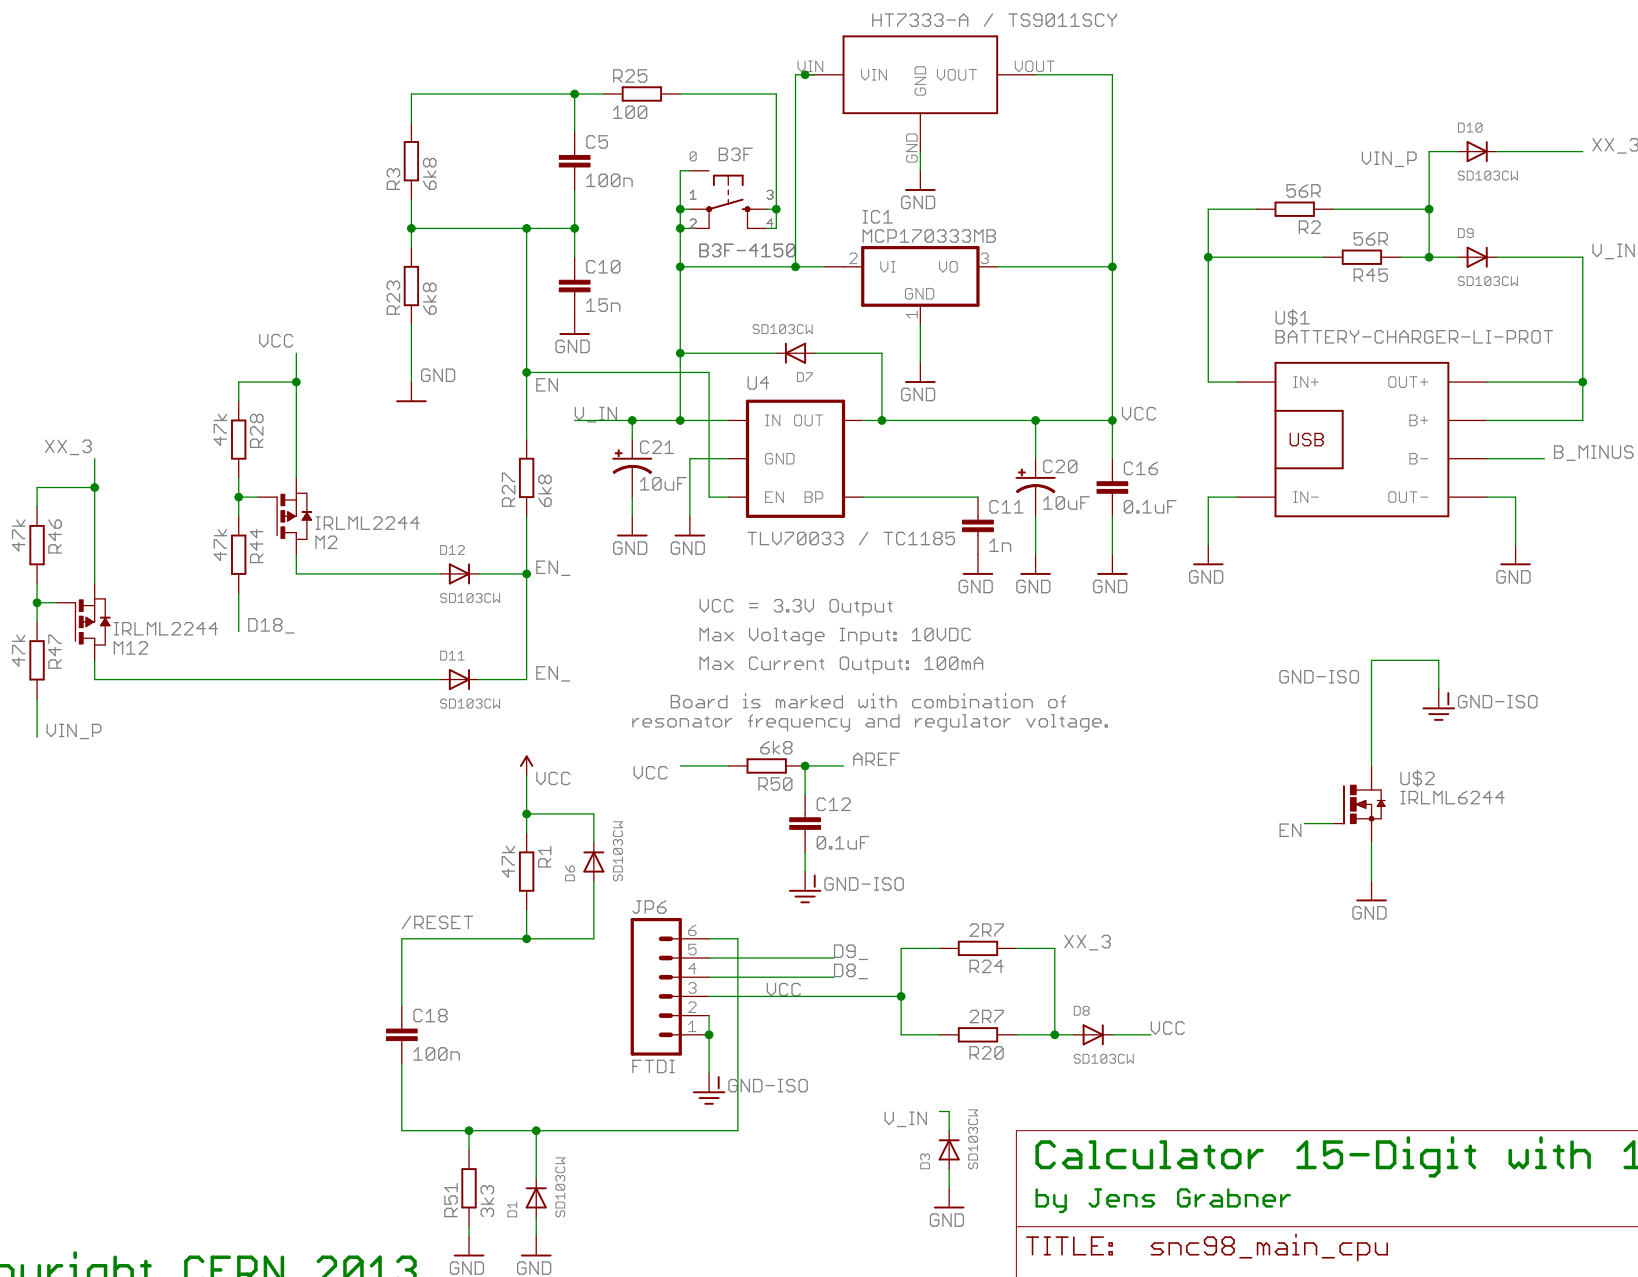 HT7333-A / TS9011SCY
VIN
VIN
GND
VOUT
VOUT
GND
GND
R25
100
C5
100n
R3
6k8
0
B3F
1
2
3
4
B3F-4150
D10
SD103CW
XX_3
VIN_P
56R
R2
56R
R45
D9
SD103CW
V_IN
IC1
MCP170333MB
2
VI
VO
3
GND
1
GND
R23
6k8
C10
15n
GND
SD103CW
D7
U$1
BATTERY-CHARGER-LI-PROT
IN+
OUT+
USB
B+
B-
B_MINUS
IN-
OUT-
GND
GND
VCC
GND
EN
U4
V_IN
IN
OUT
GND
EN
BP
TLV70033 / TC1185
VCC
C21
10uF
GND
GND
C20
10uF
GND
C16
0.1uF
GND
C11
1n
GND
47k
R28
XX_3
47k
R46
47k
R44
IRLML2244
M2
R27
6k8
D12
SD103CW
EN_
D18_
IRLML2244
M12
47k
R47
D11
SD103CW
EN_
VIN_P
VCC = 3.3V Output
Max Voltage Input: 10VDC
Max Current Output: 100mA
Board is marked with combination of
resonator frequency and regulator voltage.
GND-ISO
GND-ISO
U$2
IRLML6244
EN
GND
VCC
6k8
R50
AREF
C12
0.1uF
GND-ISO
VCC
47k
R1
D6
SD103CW
/RESET
JP6
6
5
4
3
2
1
FTDI
D9_
D8_
VCC
GND-ISO
2R7
R24
XX_3
2R7
R20
D8
SD103CW
VCC
C18
100n
R51
3k3
GND
D1
SD103CW
GND
V_IN
D3
SD103CW
GND
Calculator 15-Digit with 1
by Jens Grabner
TITLE: snc98_main_cpu
pyright CERN 2013